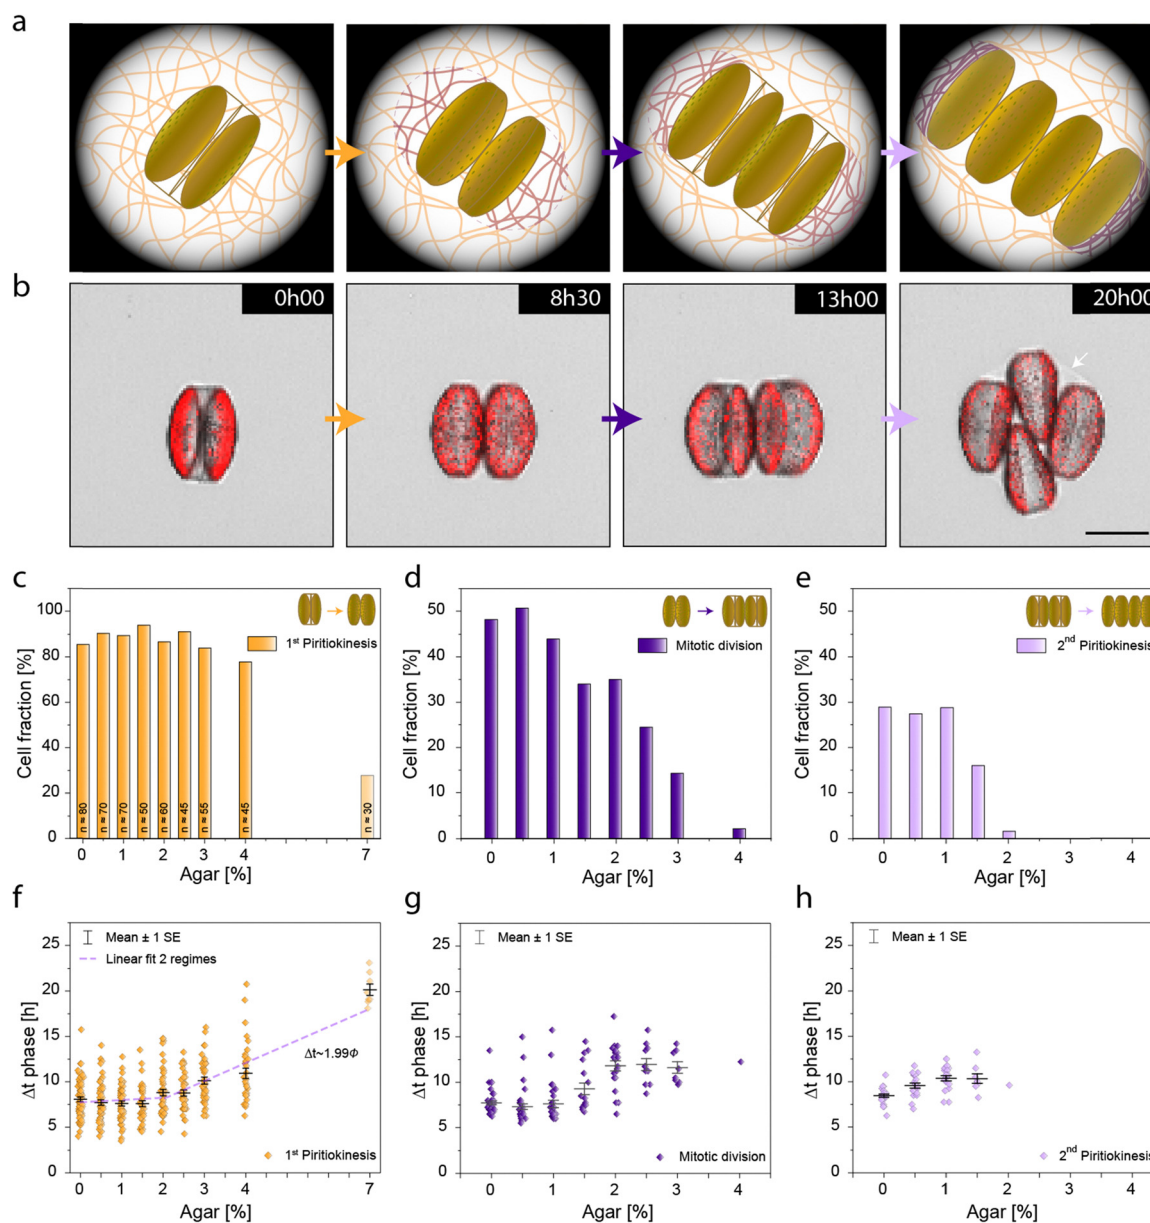 a
b
0h00
8h30
13h00
20h00
c
d
e
1st Piritiokinesis
Mitotic division
2nd Piritiokinesis
Cell fraction [%]
100
80
60
40
20
0
n ≈ 80
n ≈ 70
n ≈ 70
n ≈ 50
n ≈ 60
n ≈ 45
n ≈ 55
n ≈ 45
n ≈ 30
0 1 2 3 4 7
Agar [%]
Cell fraction [%]
50
40
30
20
10
0
0 1 2 3 4
Agar [%]
Cell fraction [%]
50
40
30
20
10
0
0 1 2 3 4
Agar [%]
f
g
h
Mean ± 1 SE
Linear fit 2 regimes
Δt~1.99Φ
1st Piritiokinesis
Δt phase [h]
25
20
15
10
5
0
0 1 2 3 4 7
Agar [%]
Mean ± 1 SE
Mitotic division
Δt phase [h]
25
20
15
10
5
0
0 1 2 3 4
Agar [%]
Mean ± 1 SE
2nd Piritiokinesis
Δt phase [h]
25
20
15
10
5
0
0 1 2 3 4
Agar [%]